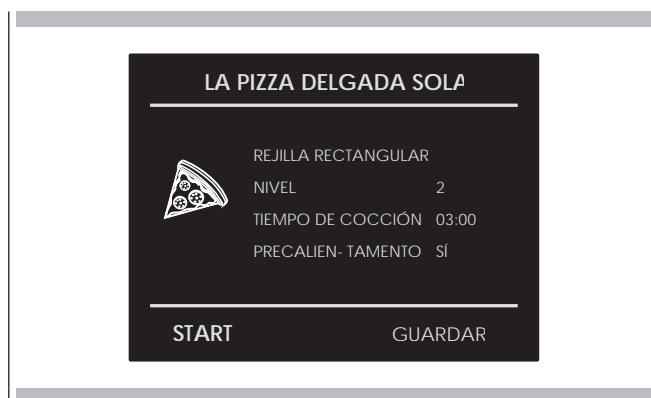 LA PIZZA DELGADA SOLA
REJILLA RECTANGULAR
NIVEL 2
TIEMPO DE COCCIÓN 03:00
PRECALIEN- TAMENTO SÍ
START GUARDAR